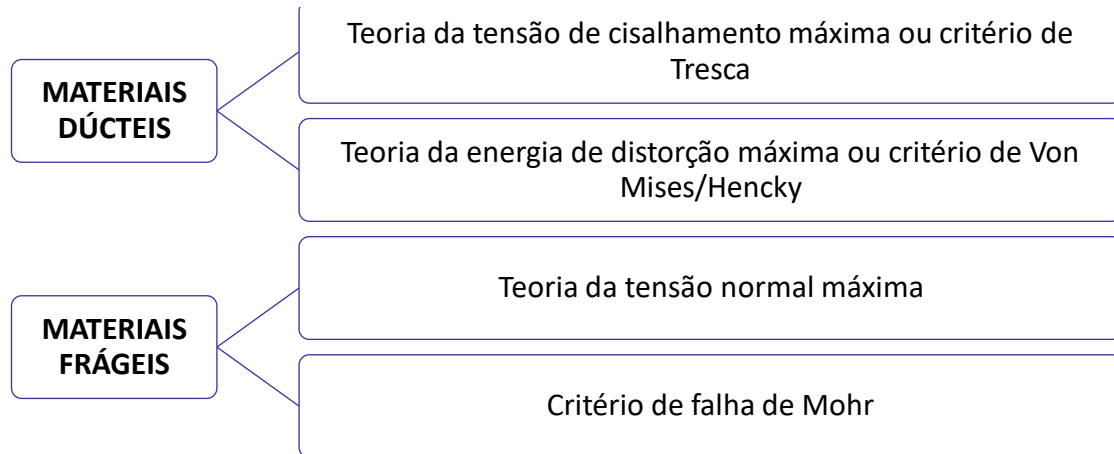 MATERIAIS
DÚCTEIS
Teoria da tensão de cisalhamento máxima ou critério de
Tresca
Teoria da energia de distorção máxima ou critério de Von
Mises/Hencky
MATERIAIS
FRÁGEIS
Teoria da tensão normal máxima
Critério de falha de Mohr